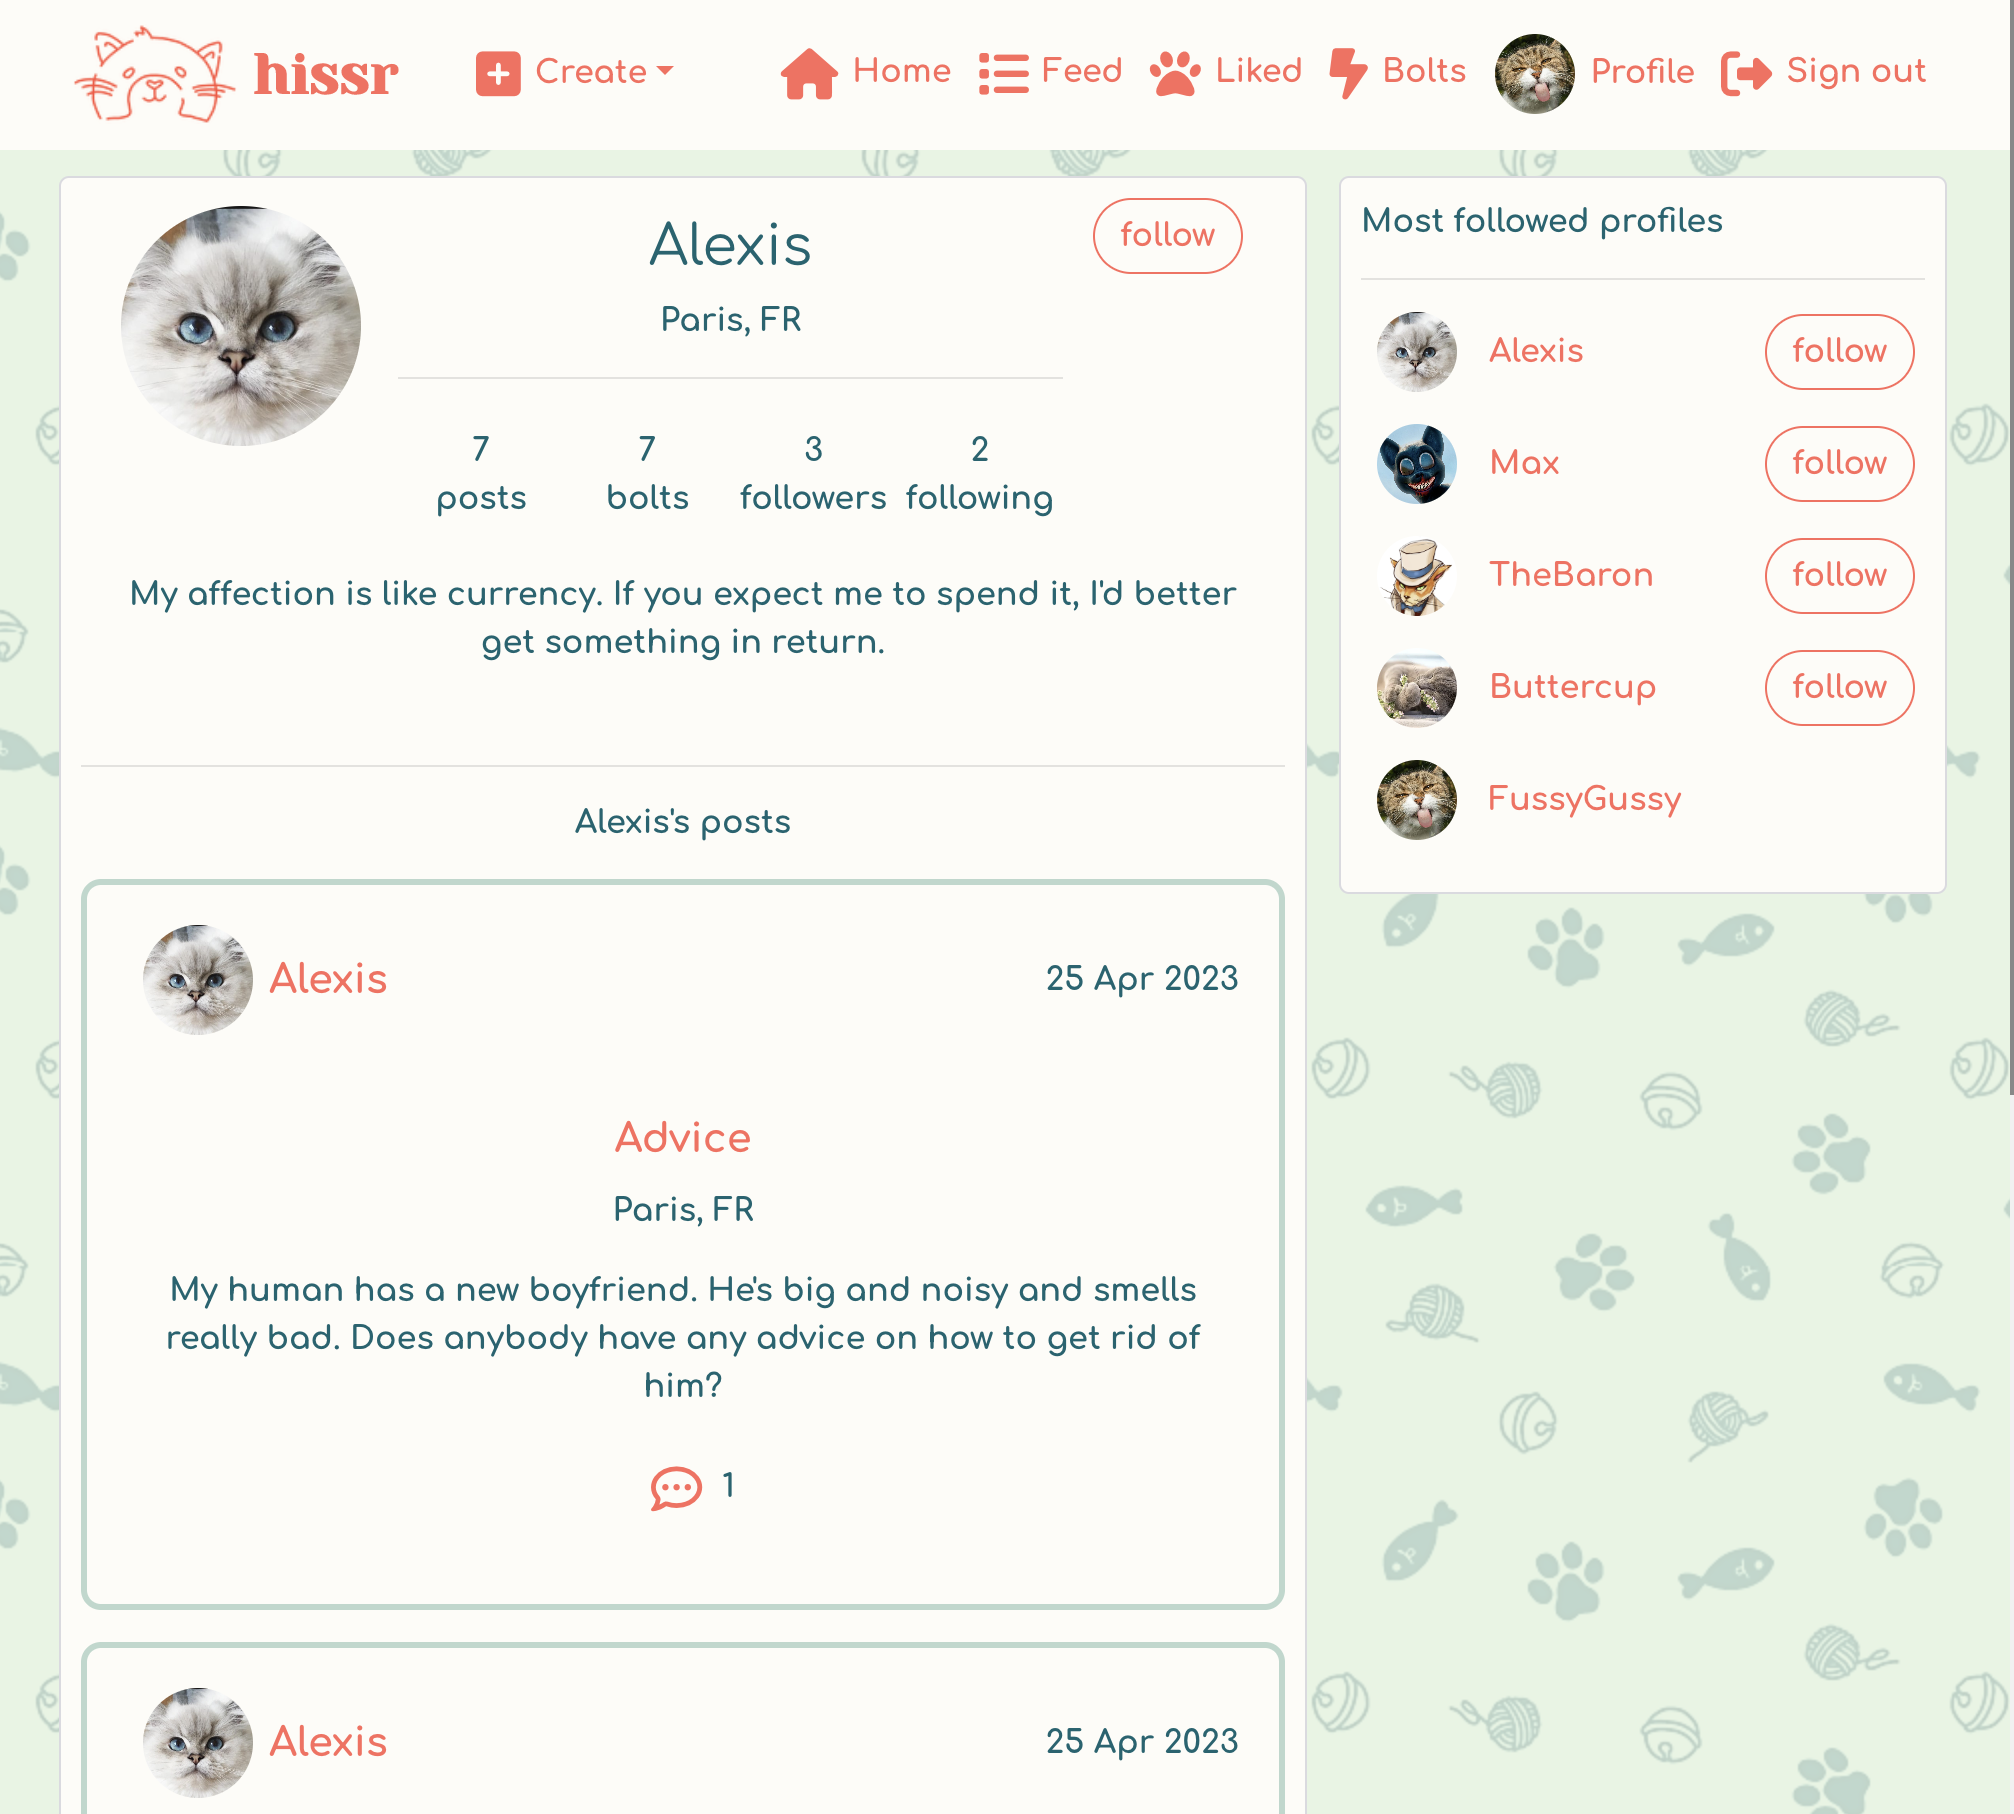 hissr
Create
Home
Feed
Liked
Bolts
Profile
Sign out
Alexis
follow
Paris, FR
7
posts
7
bolts
3
followers
2
following
My affection is like currency. If you expect me to spend it, I'd better
get something in return.
Alexis's posts
Alexis
25 Apr 2023
Advice
Paris, FR
My human has a new boyfriend. He's big and noisy and smells
really bad. Does anybody have any advice on how to get rid of
him?
1
Alexis
25 Apr 2023
Most followed profiles
Alexis
follow
Max
follow
TheBaron
follow
Buttercup
follow
FussyGussy